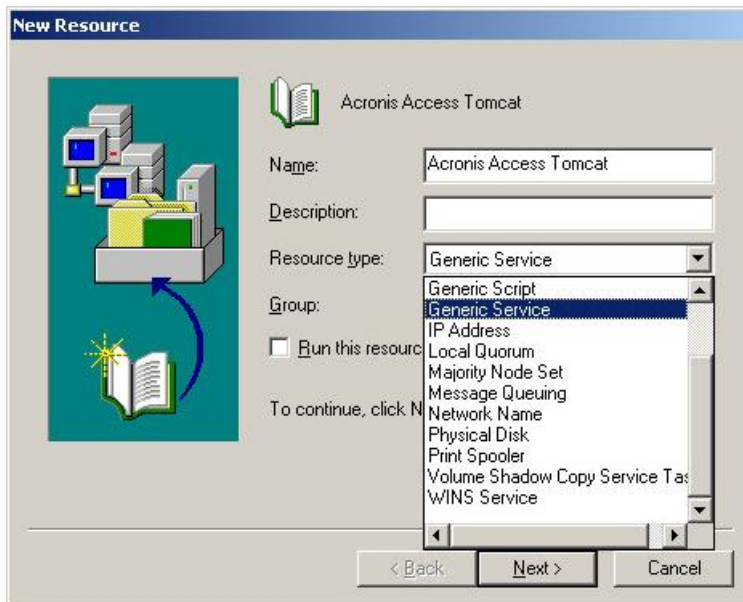 New Resource
Acronis Access Tomcat
Name: Acronis Access Tomcat
Description:
Resource type: Generic Service
Generic Script
Group: Generic Service
IP Address
Run this resourc
Local Quorum
Majority Node Set
Message Queuing
To continue, click N
Network Name
Physical Disk
Print Spooler
Volume Shadow Copy Service Tas
WINS Service
< Back Next > Cancel